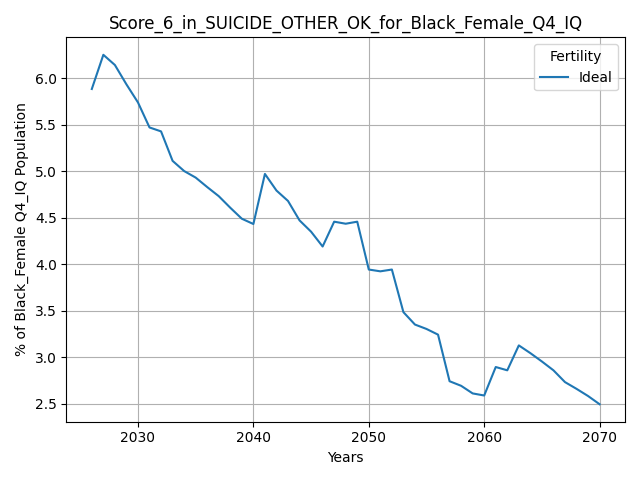 Score_6_in_SUICIDE_OTHER_OK_for_Black_Female_Q4_IQ
Fertility
Ideal
% of Black_Female Q4_IQ Population
6.0
5.5
5.0
4.5
4.0
3.5
3.0
2.5
2030 2040 2050 2060 2070
Years